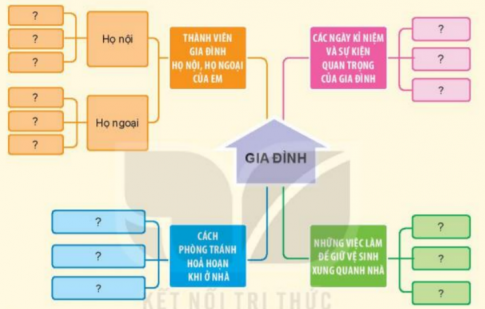 ?
?
?
Họ nội
?
?
?
Họ ngoại
THÀNH VIÊN
GIA ĐÌNH
HỌ NỘI, HỌ NGOẠI
CỦA EM
CÁC NGÀY KỈ NIỆM
VÀ SỰ KIỆN
QUAN TRỌNG
CỦA GIA ĐÌNH
?
?
?
GIA ĐÌNH
?
?
?
CÁCH
PHÒNG TRÁNH
HOẢ HOẠN
KHI Ở NHÀ
NHỮNG VIỆC LÀM
ĐỂ GIỮ VỆ SINH
XUNG QUANH NHÀ
?
?
?
KẾT NỐI TRI THỨC